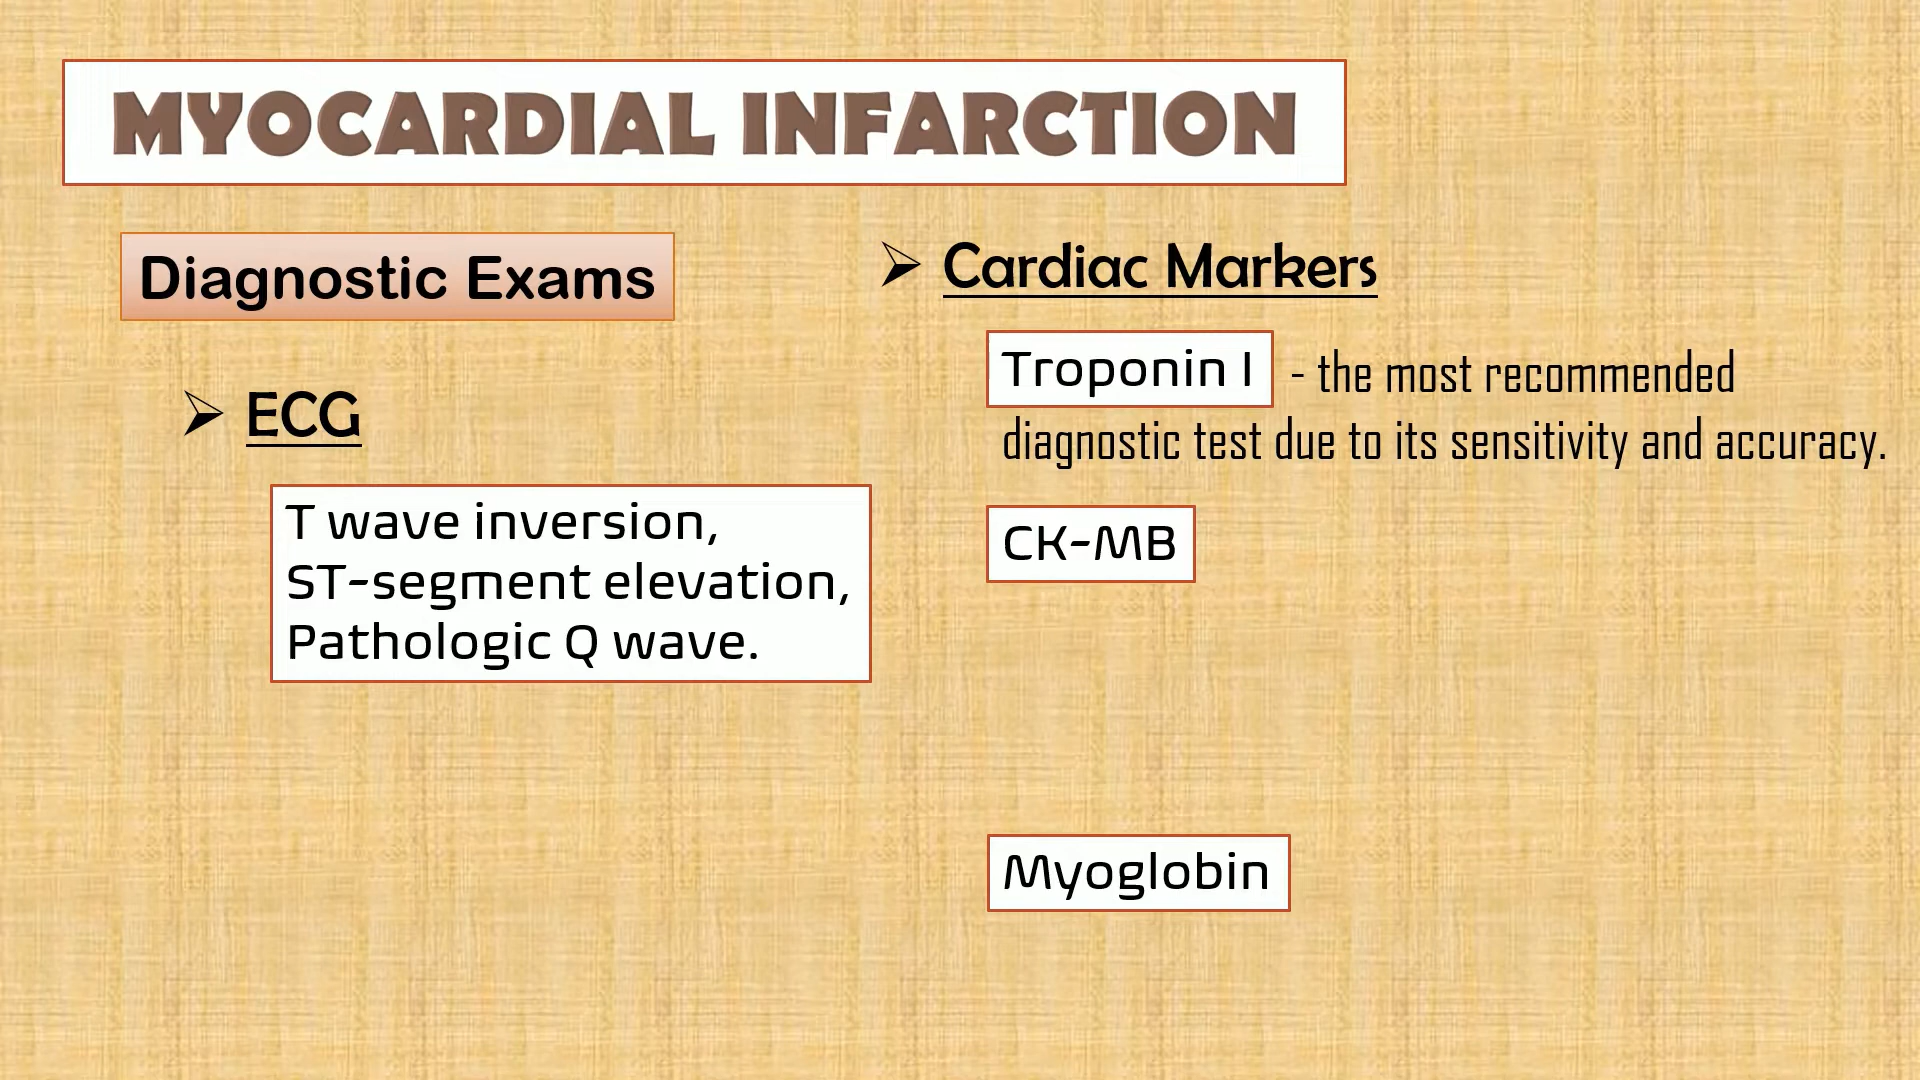 MYOCARDIAL INFARCTION
Diagnostic Exams
ECG
T wave inversion,
ST-segment elevation,
Pathologic Q wave.
Cardiac Markers
Troponin I - the most recommended
diagnostic test due to its sensitivity and accuracy.
CK-MB
Myoglobin